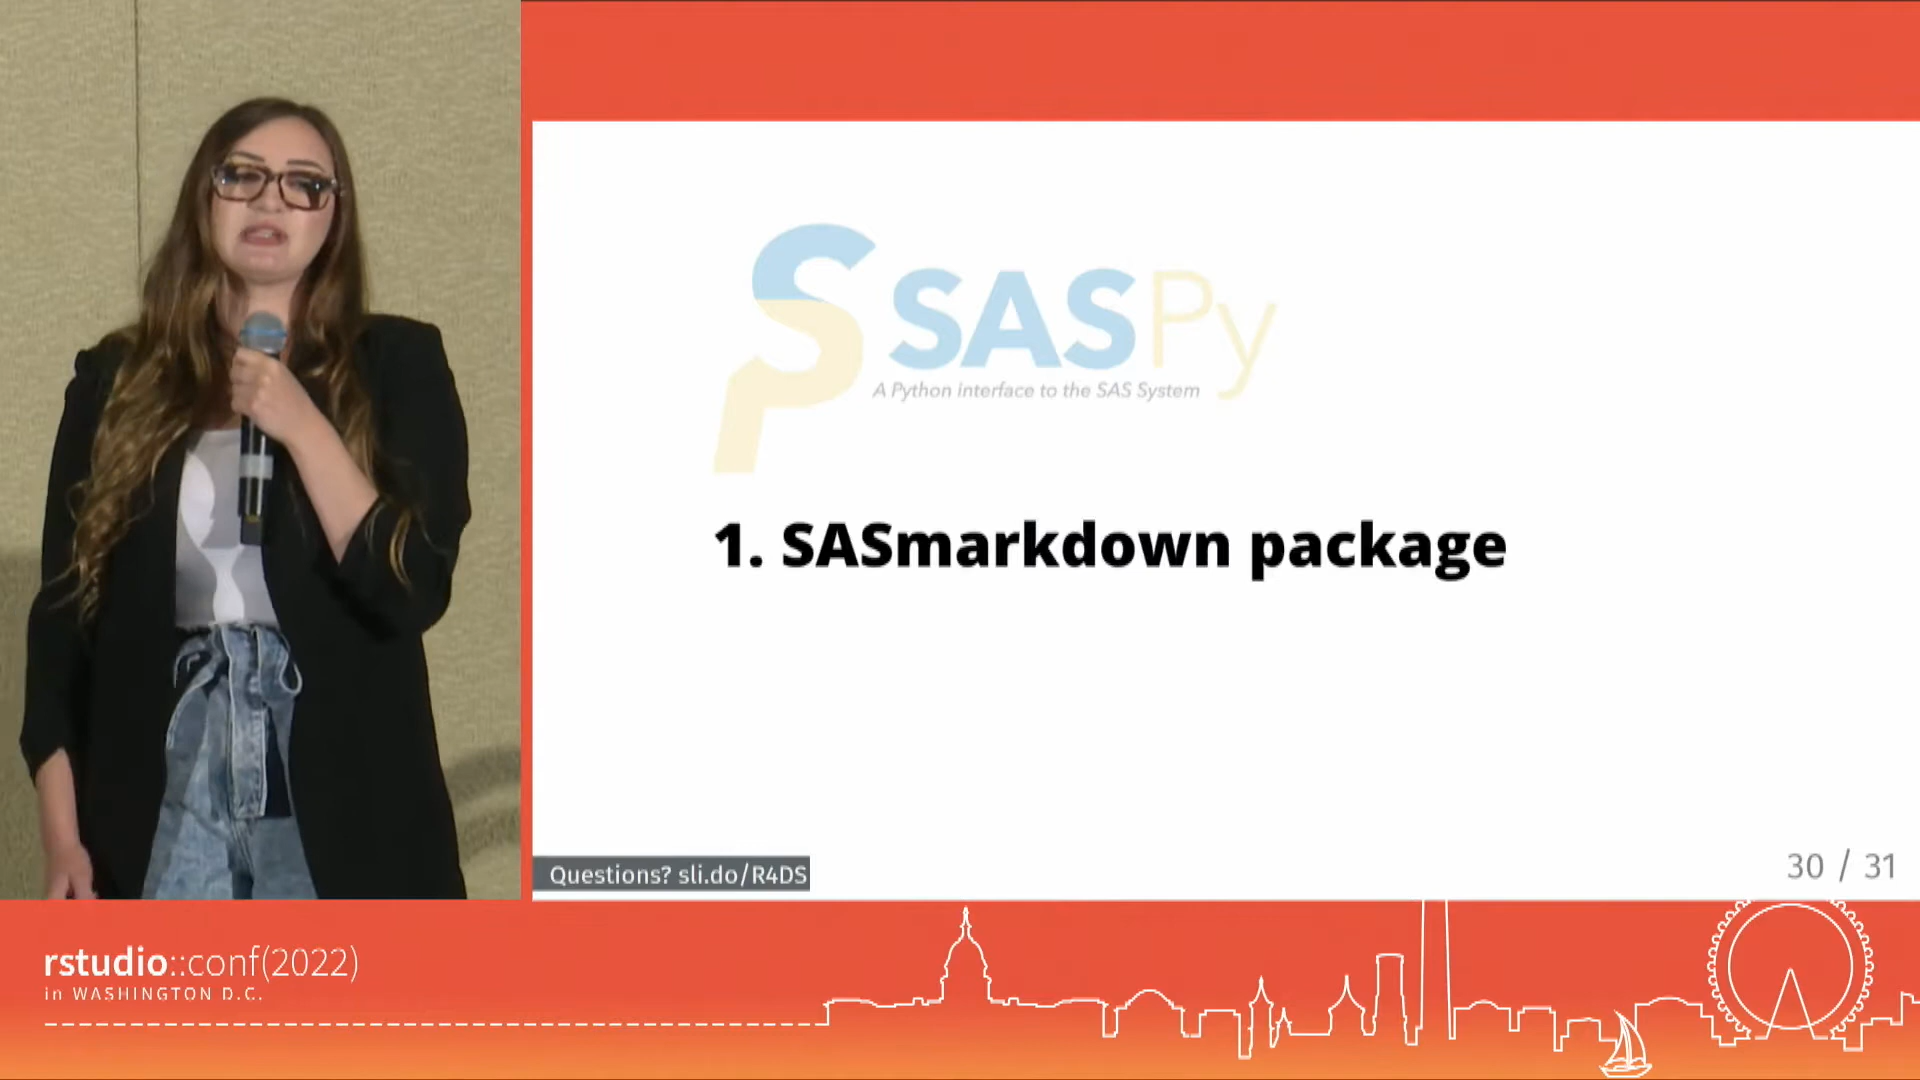 SASPy
A Python interface to the SAS System
1. SASmarkdown package
Questions? sli.do/R4DS
30 / 31
rstudio::conf(2022)
in WASHINGTON D.C.